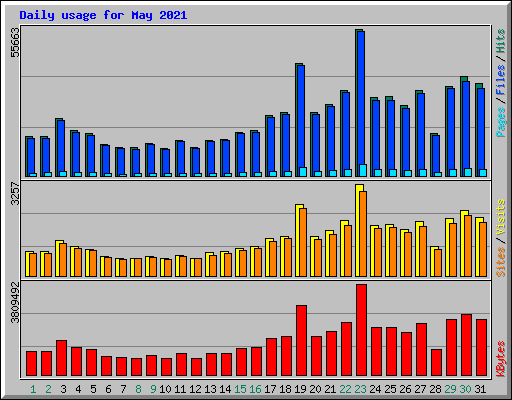 Daily usage for May 2021
55663
Pages / Files / Hits
3257
Sites / Visits
3809492
KBytes
1 2 3 4 5 6 7 8 9 10 11 12 13 14 15 16 17 18 19 20 21 22 23 24 25 26 27 28 29 30 31